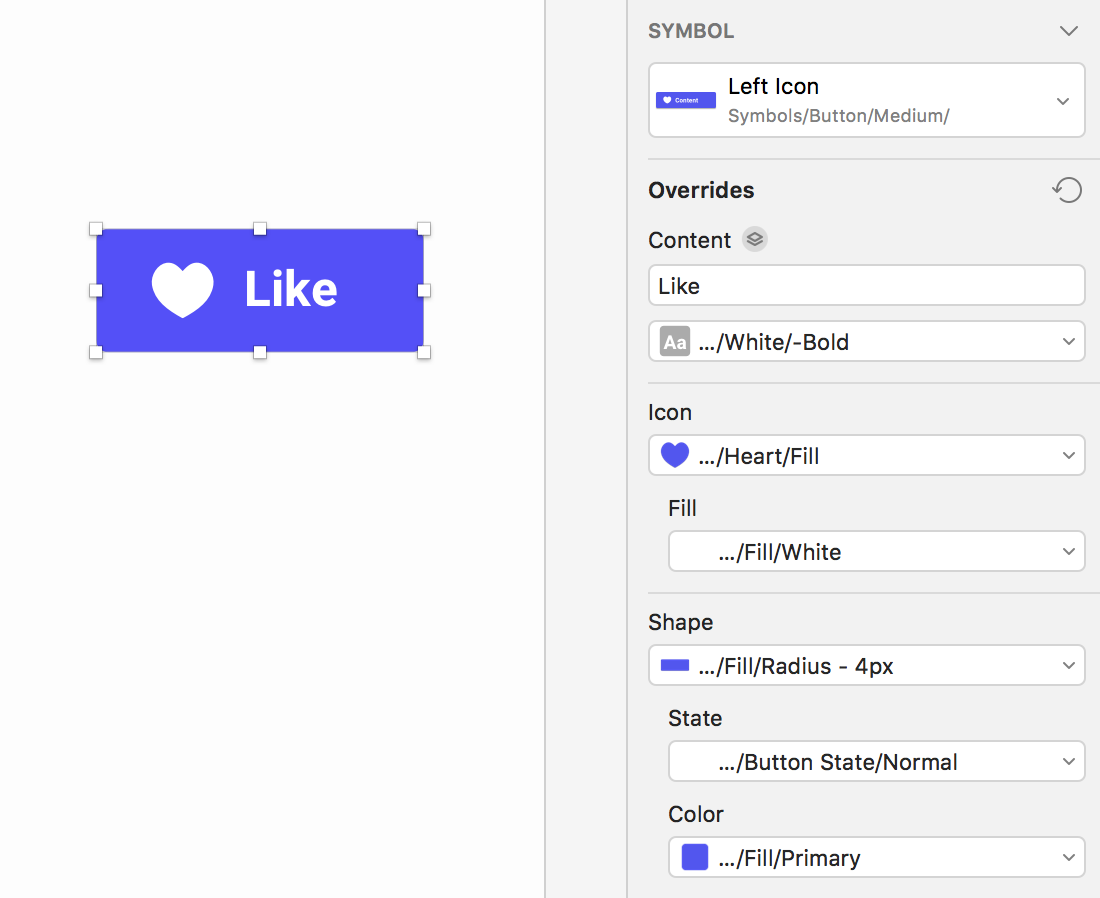 Like
SYMBOL
Content
Left Icon
Symbols/Button/Medium/
Overrides
Content
Like
Aa .../White/-Bold
Icon
.../Heart/Fill
Fill
.../Fill/White
Shape
.../Fill/Radius - 4px
State
.../Button State/Normal
Color
.../Fill/Primary